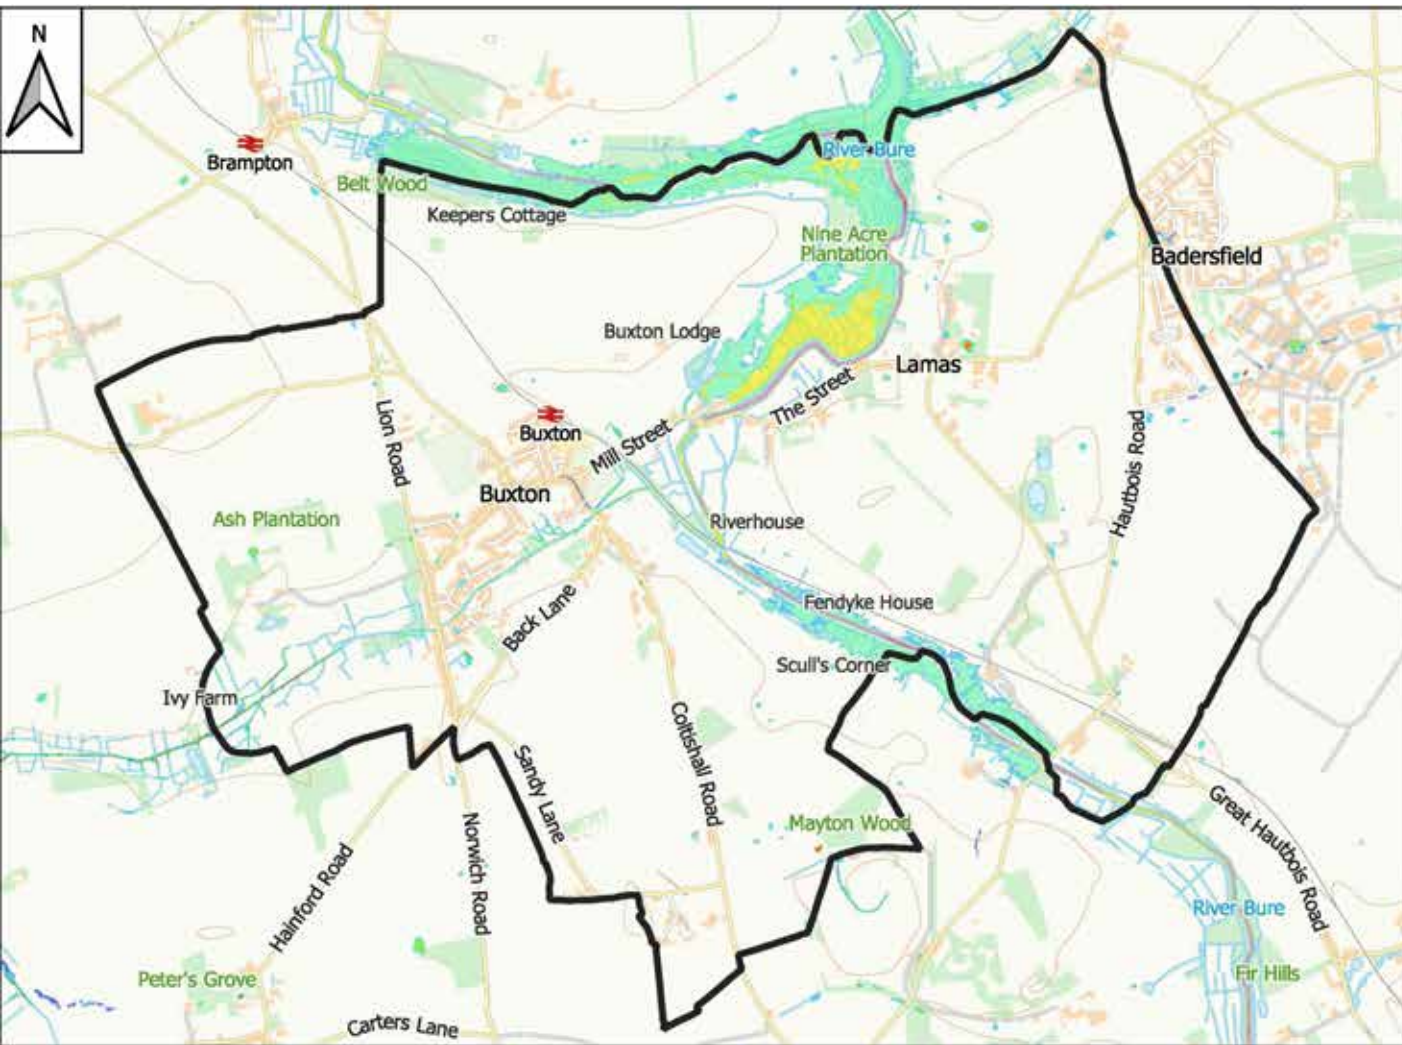 N
Brampton
Belt Wood
River Bure
Keepers Cottage
Nine Acre
Plantation
Badersfield
Buxton Lodge
Lamas
The Street
Lion Road
Buxton
Mill Street
Hautbois Road
Buxton
Ash Plantation
Riverhouse
Back Lane
Fendyke House
Scull's Corner
Ivy Farm
Coltishall Road
Sandy Lane
Mayton Wood
Great Hautbois Road
Norwich Road
Hainford Road
River Bure
Peter's Grove
Fir Hills
Carters Lane